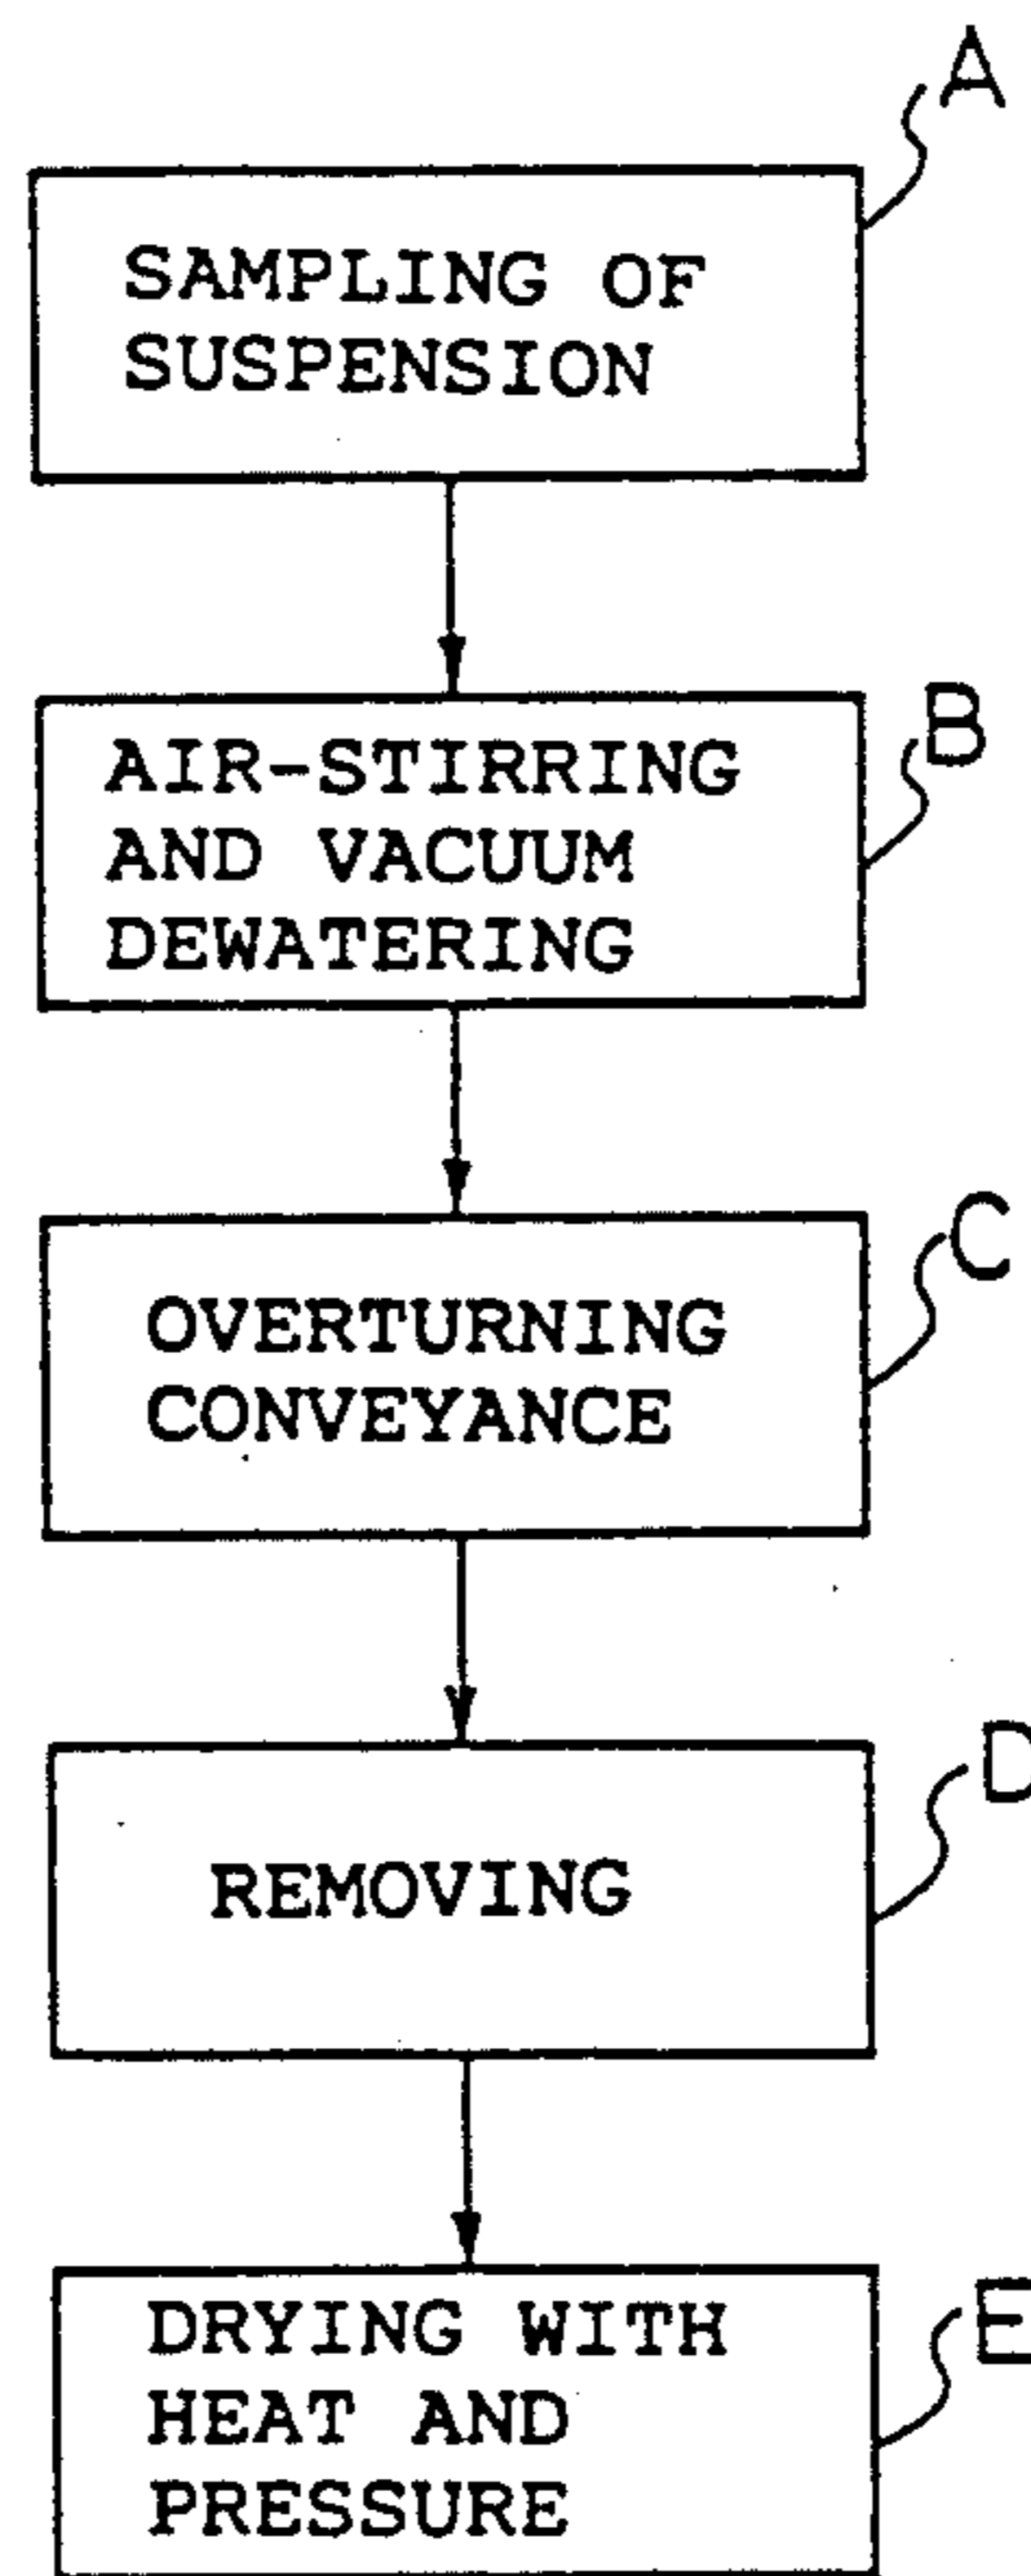 A
SAMPLING OF
SUSPENSION
B
AIR-STIRRING
AND VACUUM
DEWATERING
C
OVERTURNING
CONVEYANCE
D
REMOVING
E
DRYING WITH
HEAT AND
PRESSURE